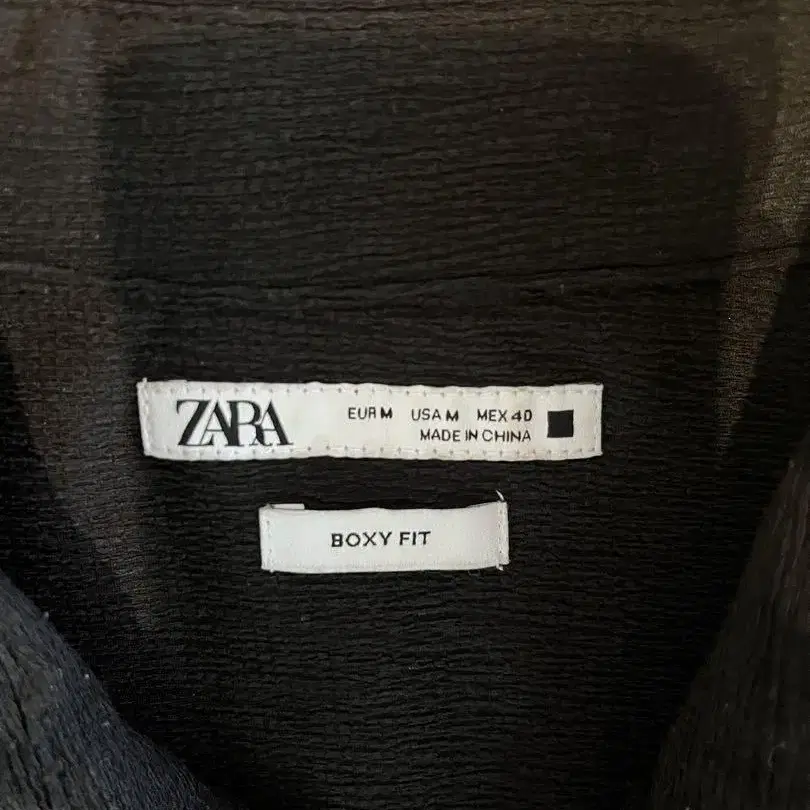 ZARA
EUR M USA M MEX 40
MADE IN CHINA
BOXY FIT